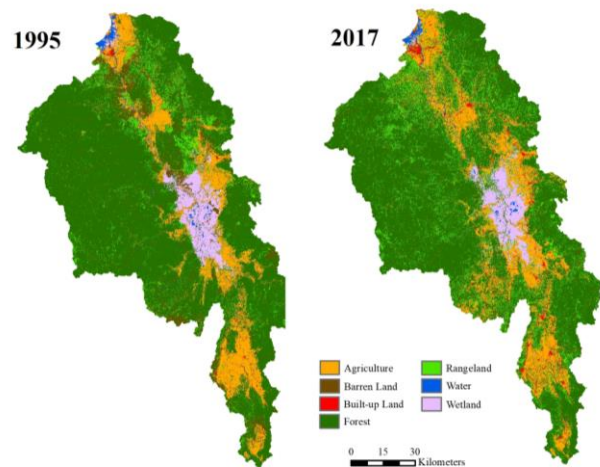 1995
2017
Agriculture
Rangeland
Barren Land
Water
Built-up Land
Wetland
Forest
0 15 30
Kilometers